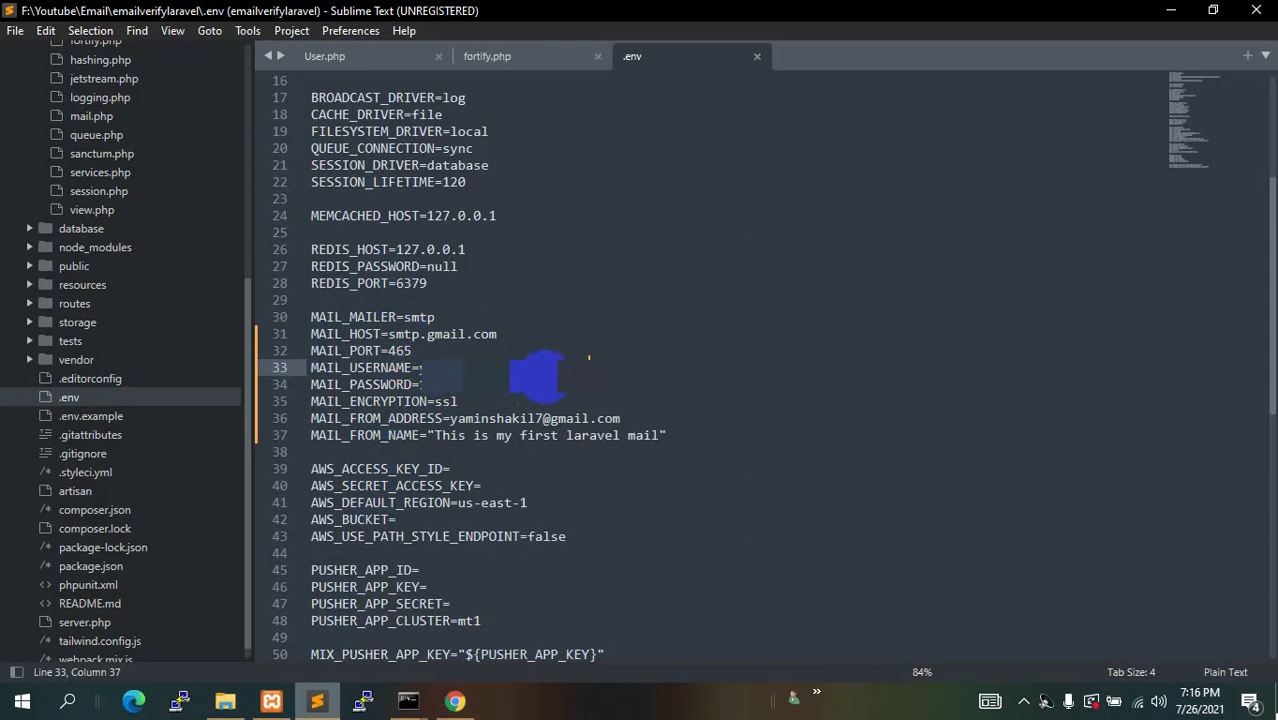 F:\Youtube\Email\emailverifylaravel\.env (emailverifylaravel) - Sublime Text (UNREGISTERED)
File Edit Selection Find View Goto Tools Project Preferences Help
fortify.php
hashing.php
jetstream.php
logging.php
mail.php
queue.php
sanctum.php
services.php
session.php
view.php
database
node_modules
public
resources
routes
storage
tests
vendor
.editorconfig
.env
.env.example
.gitattributes
.gitignore
.styleci.yml
artisan
composer.json
composer.lock
package-lock.json
package.json
phpunit.xml
README.md
server.php
tailwind.config.js
webpack.mix.js
User.php fortify.php .env
16
17 BROADCAST_DRIVER=log
18 CACHE_DRIVER=file
19 FILESYSTEM_DRIVER=local
20 QUEUE_CONNECTION=sync
21 SESSION_DRIVER=database
22 SESSION_LIFETIME=120
23
24 MEMCACHED_HOST=127.0.0.1
25
26 REDIS_HOST=127.0.0.1
27 REDIS_PASSWORD=null
28 REDIS_PORT=6379
29
30 MAIL_MAILER=smtp
31 MAIL_HOST=smtp.gmail.com
32 MAIL_PORT=465
33 MAIL_USERNAME=
34 MAIL_PASSWORD=
35 MAIL_ENCRYPTION=ssl
36 MAIL_FROM_ADDRESS=yaminshakil7@gmail.com
37 MAIL_FROM_NAME="This is my first laravel mail"
38
39 AWS_ACCESS_KEY_ID=
40 AWS_SECRET_ACCESS_KEY=
41 AWS_DEFAULT_REGION=us-east-1
42 AWS_BUCKET=
43 AWS_USE_PATH_STYLE_ENDPOINT=false
44
45 PUSHER_APP_ID=
46 PUSHER_APP_KEY=
47 PUSHER_APP_SECRET=
48 PUSHER_APP_CLUSTER=mt1
49
50 MIX_PUSHER_APP_KEY="${PUSHER_APP_KEY}"
Line 33, Column 37 84% Tab Size: 4 Plain Text
7:16 PM
7/26/2021
4